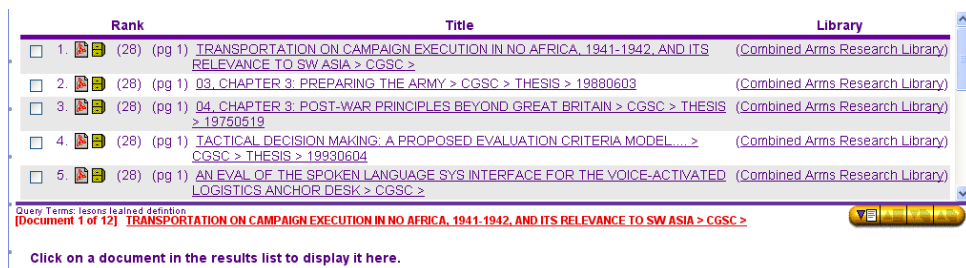 Rank Title Library
1. (28) (pg 1) TRANSPORTATION ON CAMPAIGN EXECUTION IN NO AFRICA, 1941-1942, AND ITS (Combined Arms Research Library)
RELEVANCE TO SW ASIA > CGSC >
2. (28) (pg 1) 03, CHAPTER 3: PREPARING THE ARMY > CGSC > THESIS > 19880603 (Combined Arms Research Library)
3. (28) (pg 1) 04, CHAPTER 3: POST-WAR PRINCIPLES BEYOND GREAT BRITAIN > CGSC > THESIS (Combined Arms Research Library)
> 19750519
4. (28) (pg 1) TACTICAL DECISION MAKING: A PROPOSED EVALUATION CRITERIA MODEL.... > (Combined Arms Research Library)
CGSC > THESIS > 19930604
5. (28) (pg 1) AN EVAL OF THE SPOKEN LANGUAGE SYS INTERFACE FOR THE VOICE-ACTIVATED (Combined Arms Research Library)
LOGISTICS ANCHOR DESK > CGSC >
Query Terms: lesons lealned defintion
[Document 1 of 12] TRANSPORTATION ON CAMPAIGN EXECUTION IN NO AFRICA, 1941-1942, AND ITS RELEVANCE TO SW ASIA > CGSC >
Click on a document in the results list to display it here.